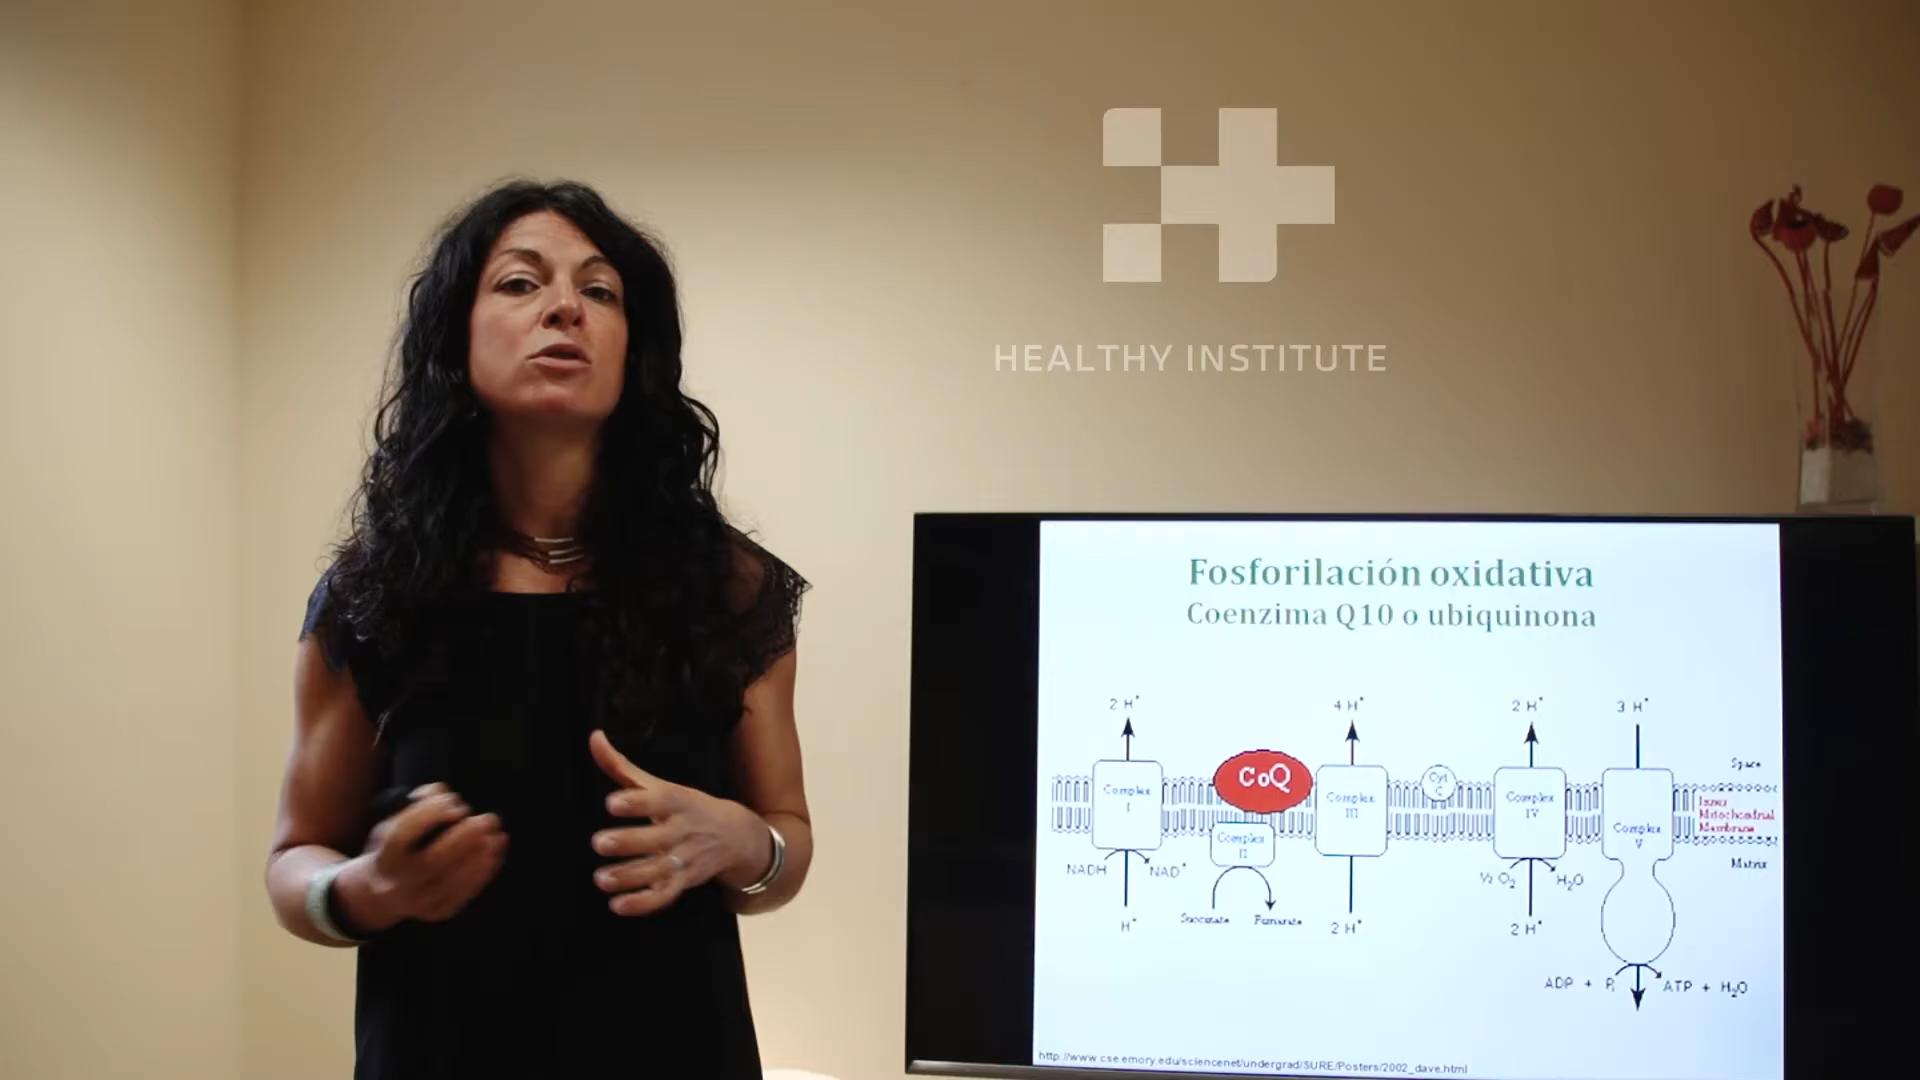 HEALTHY INSTITUTE
Fosforilación oxidativa
Coenzima Q10 o ubiquinona
2 H+
4 H+
2 H+
3 H+
Space
CoQ
Complex I
Complex II
Complex III
Cyt C
Complex IV
Complex V
Inner
Mitochondrial
Membrane
Matrix
NADH
NAD+
H+
Succinate
Fumarate
2 H+
½ O2
H2O
2 H+
ADP + Pi
ATP + H2O
http://www.cse.emory.edu/sciencenet/undergrad/SURE/Posters/2002_dave.html